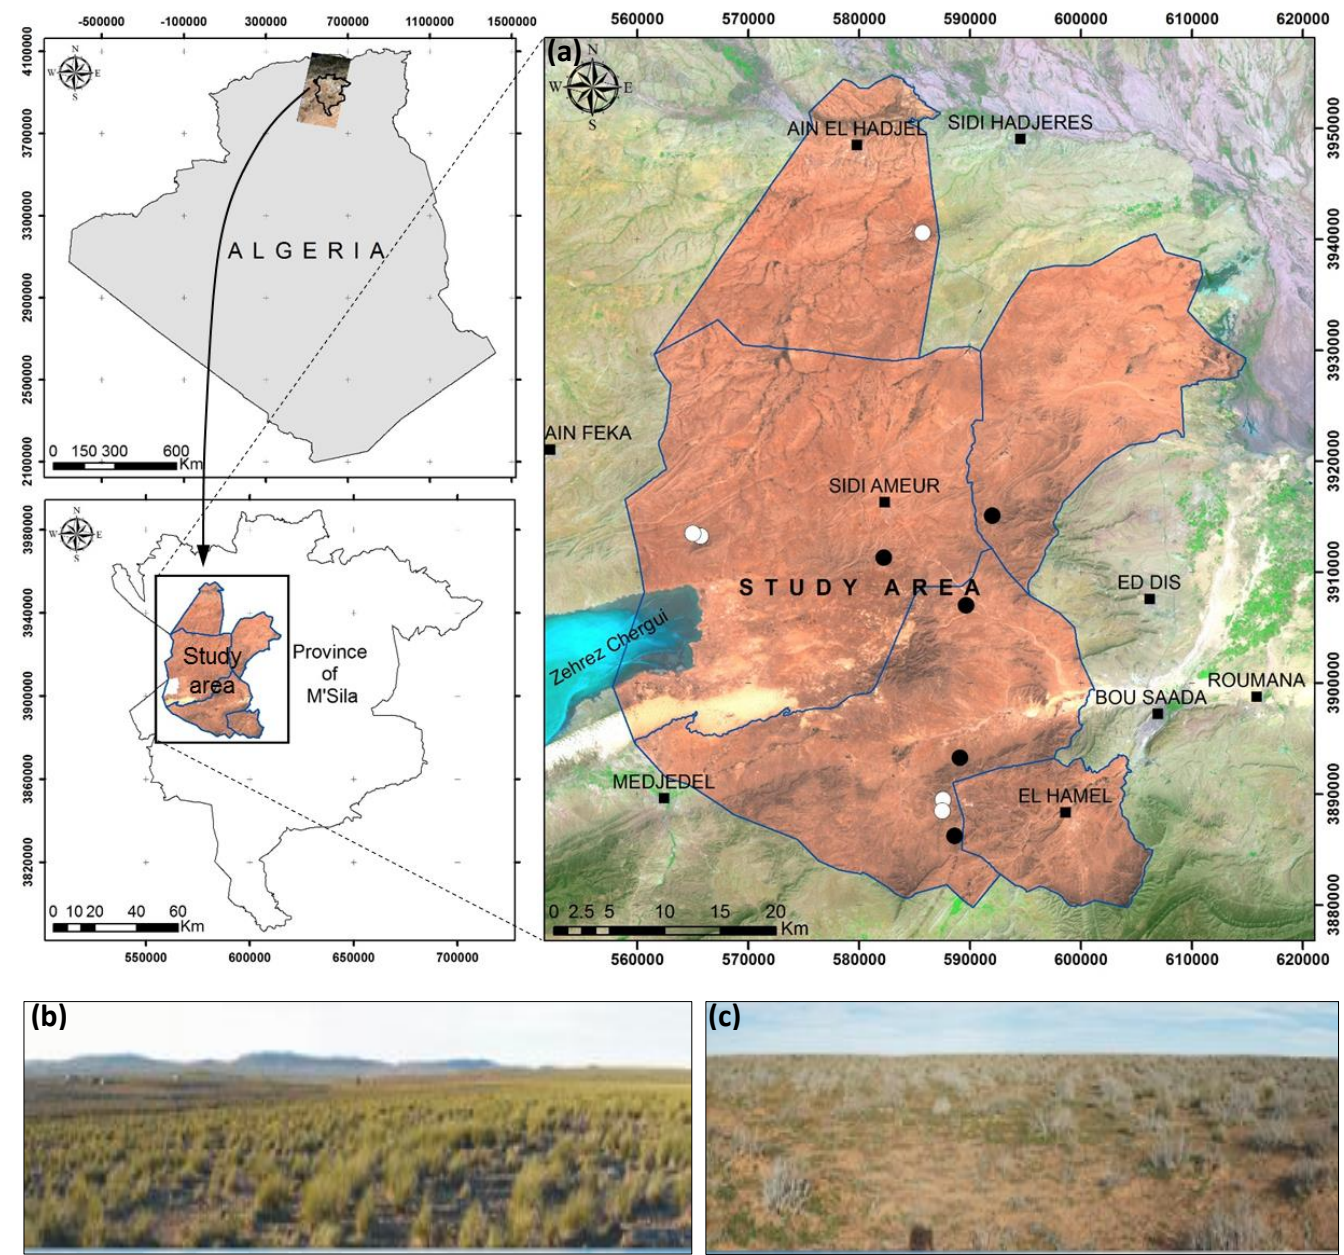 -500000 -100000 300000 700000 1100000 1500000
4100000
3700000
3300000
2900000
2500000
2100000
N
W E
S
ALGERIA
0 150 300 600
Km
3980000
3940000
3900000
3860000
3820000
N
W E
S
Study
area
Province
of
M'Sila
0 10 20 40 60
Km
550000 600000 650000 700000
560000 570000 580000 590000 600000 610000 620000
(a)
N
W E
S
AIN EL HADJEL
SIDI HADJERES
AIN FEKA
SIDI AMEUR
STUDY AREA
ED DIS
Zehrez Chergui
ROUMANA
BOU SAADA
MEDJEDEL
EL HAMEL
0 2.5 5 10 15 20
Km
3950000
3940000
3930000
3920000
3910000
3900000
3890000
3880000
560000 570000 580000 590000 600000 610000 620000
(b)
(c)